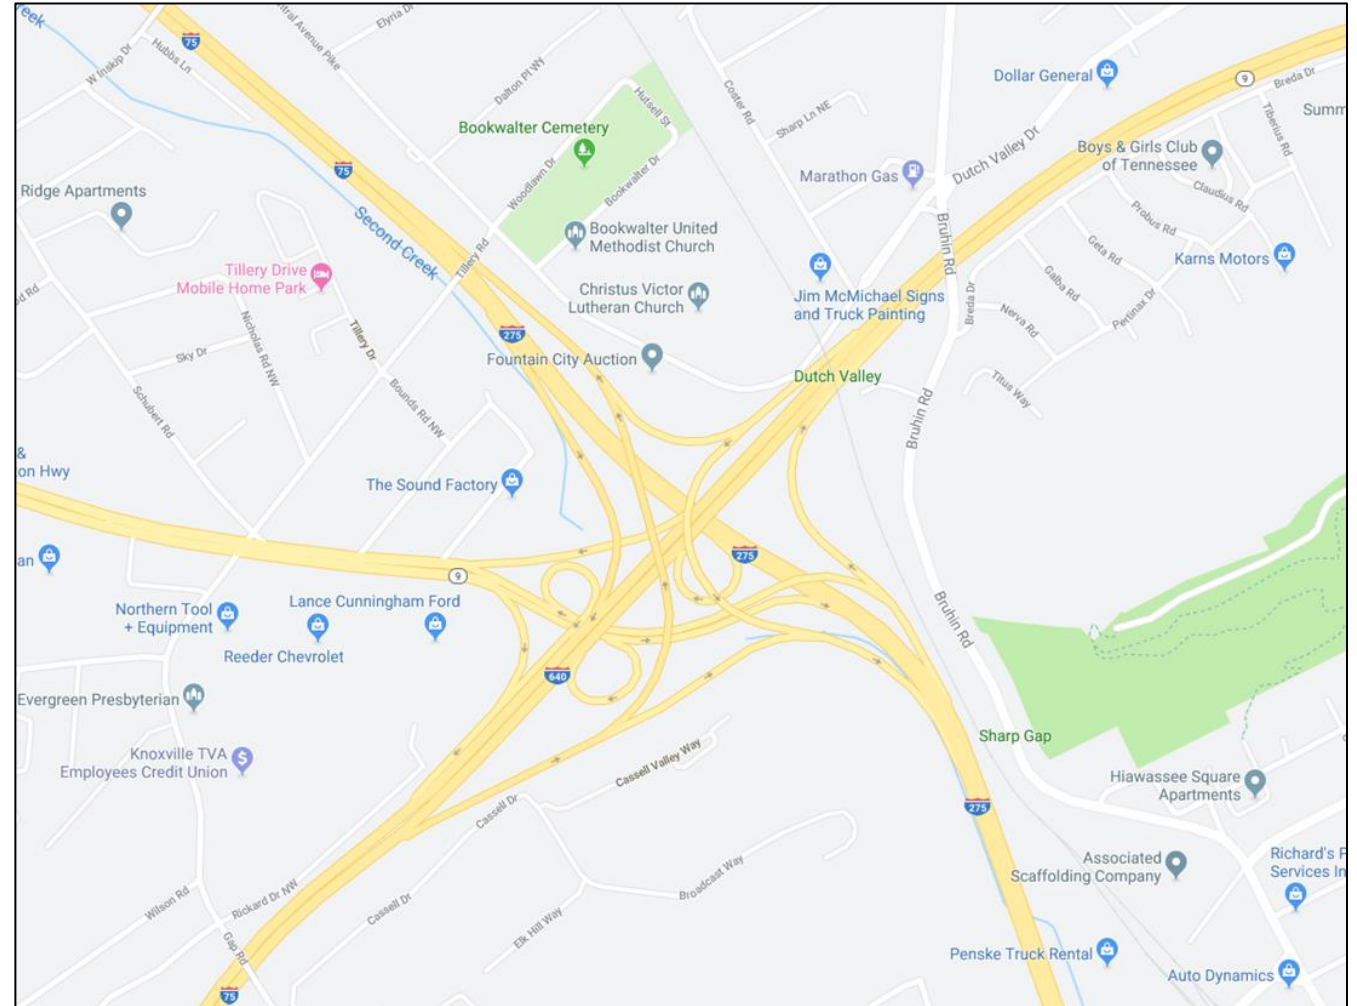 eek
75
Hubbs Ln
W Inskip Dr
ntral Avenue Pike
Elyria Dr
Dalton Pl Wy
Hutsell St
Coster Rd
Sharp Ln NE
Dollar General
9
Breda Dr
Tiberius Rd
Summ
Bookwalter Cemetery
Woodlawn Dr
Bookwalter Dr
Marathon Gas
Dutch Valley Dr
Boys & Girls Club
of Tennessee
Claudius Rd
75
Ridge Apartments
Second Creek
Tillery Rd
Bookwalter United
Methodist Church
Bruhin Rd
Probus Rd
Geta Rd
Galba Rd
Karns Motors
Tillery Drive
Mobile Home Park
od Rd
Christus Victor
Lutheran Church
Jim McMichael Signs
and Truck Painting
Breda Dr
Nerva Rd
Pertinax Dr
Nicholas Rd NW
Sky Dr
Tillery Dr
275
Fountain City Auction
Dutch Valley
Titus Way
Schubert Rd
Bounds Rd NW
Bruhin Rd
&
on Hwy
The Sound Factory
275
an
9
Northern Tool
+ Equipment
Lance Cunningham Ford
Reeder Chevrolet
Bruhin Rd
640
Evergreen Presbyterian
Sharp Gap
Knoxville TVA
Employees Credit Union
Cassell Valley Way
Cassell Dr
275
Hiawassee Square
Apartments
Associated
Scaffolding Company
Richard's F
Services In
Wilson Rd
Rickard Dr NW
Cassell Dr
Broadcast Way
Elk Hill Way
Gap Rd
75
Penske Truck Rental
Auto Dynamics